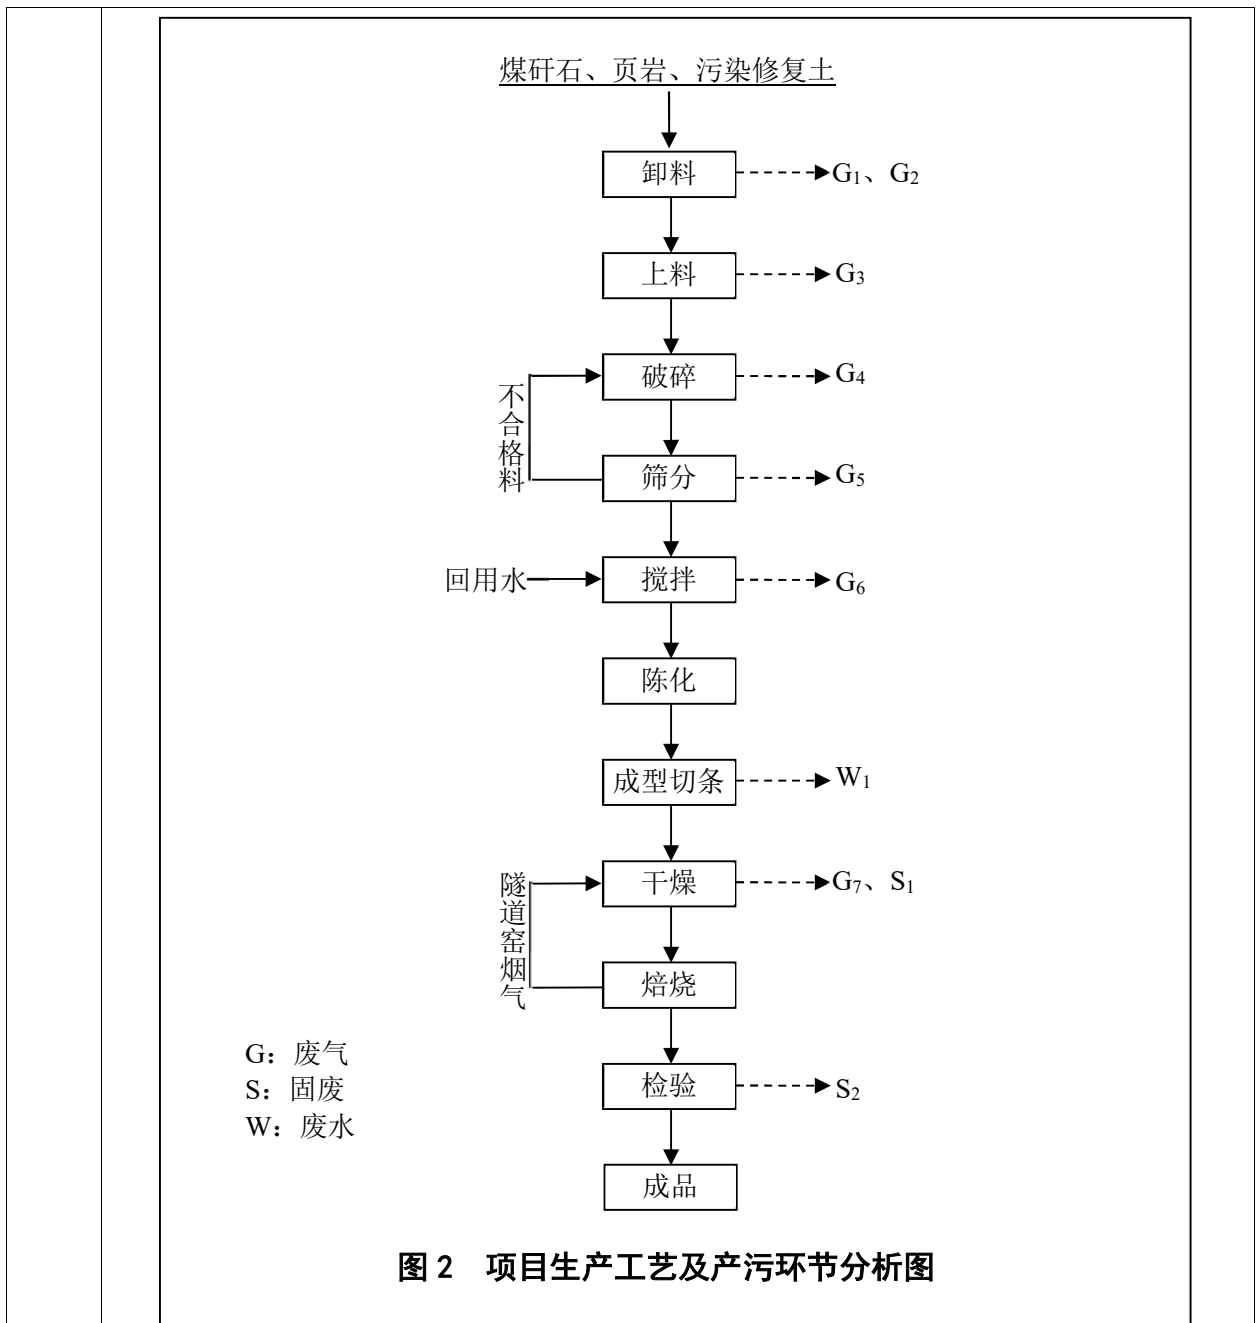 煤矸石、页岩、污染修复土
卸料
G₁、G₂
上料
G₃
破碎
G₄
不合格料
筛分
G₅
回用水
搅拌
G₆
陈化
成型切条
W₁
干燥
G₇、S₁
隧道窑烟气
焙烧
G：废气
S：固废
W：废水
检验
S₂
成品
图 2 项目生产工艺及产污环节分析图